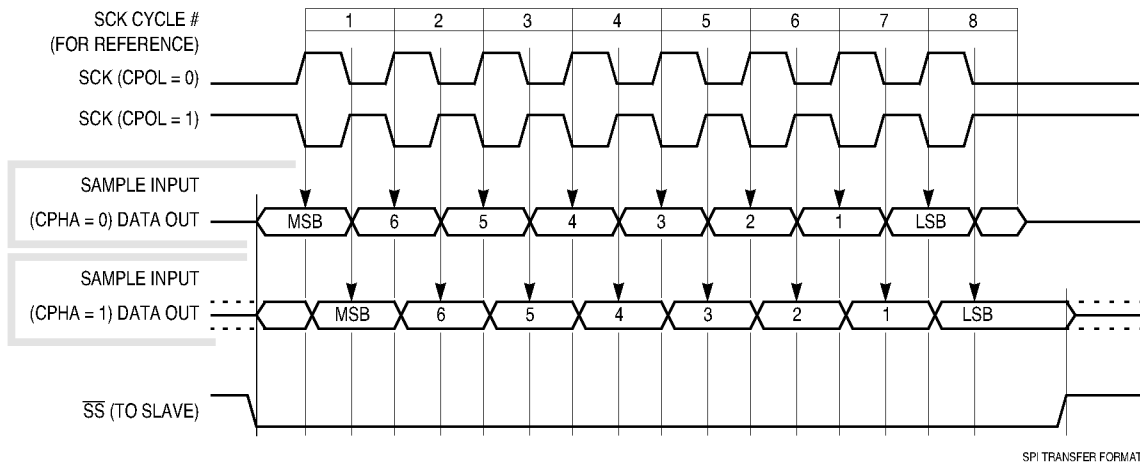 SCK CYCLE # 1 2 3 4 5 6 7 8
(FOR REFERENCE)
SCK (CPOL = 0)
SCK (CPOL = 1)
SAMPLE INPUT
(CPHA = 0) DATA OUT MSB 6 5 4 3 2 1 LSB
SAMPLE INPUT
(CPHA = 1) DATA OUT MSB 6 5 4 3 2 1 LSB
S̅S̅ (TO SLAVE)
SPI TRANSFER FORMAT